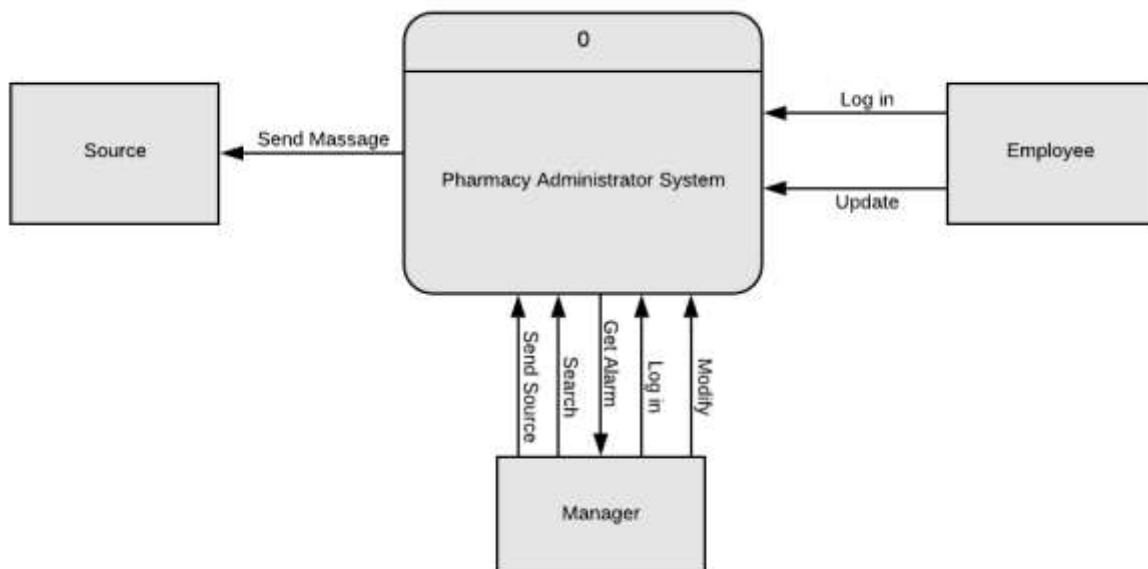 0
Pharmacy Administrator System
Source
Send Massage
Log in
Update
Employee
Send Source
Search
Get Alarm
Log in
Modify
Manager